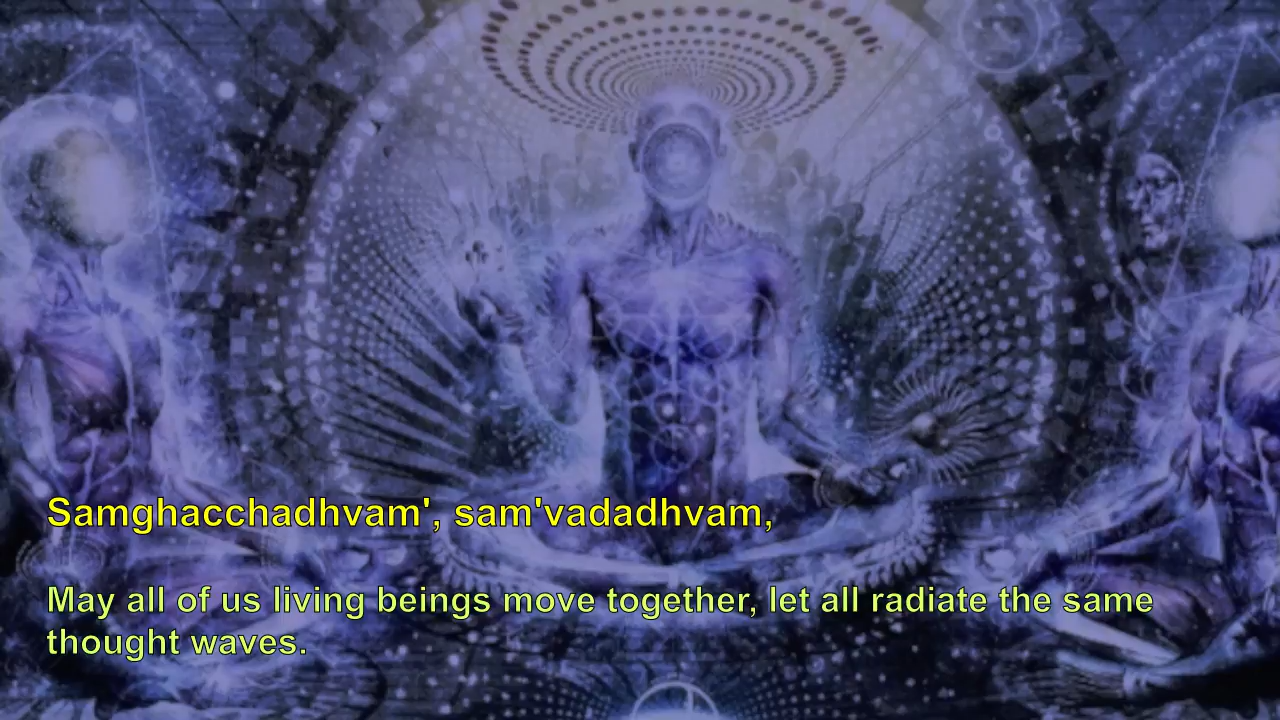 Samghacchadhvam', sam'vadadhvam,
May all of us living beings move together, let all radiate the same
thought waves.